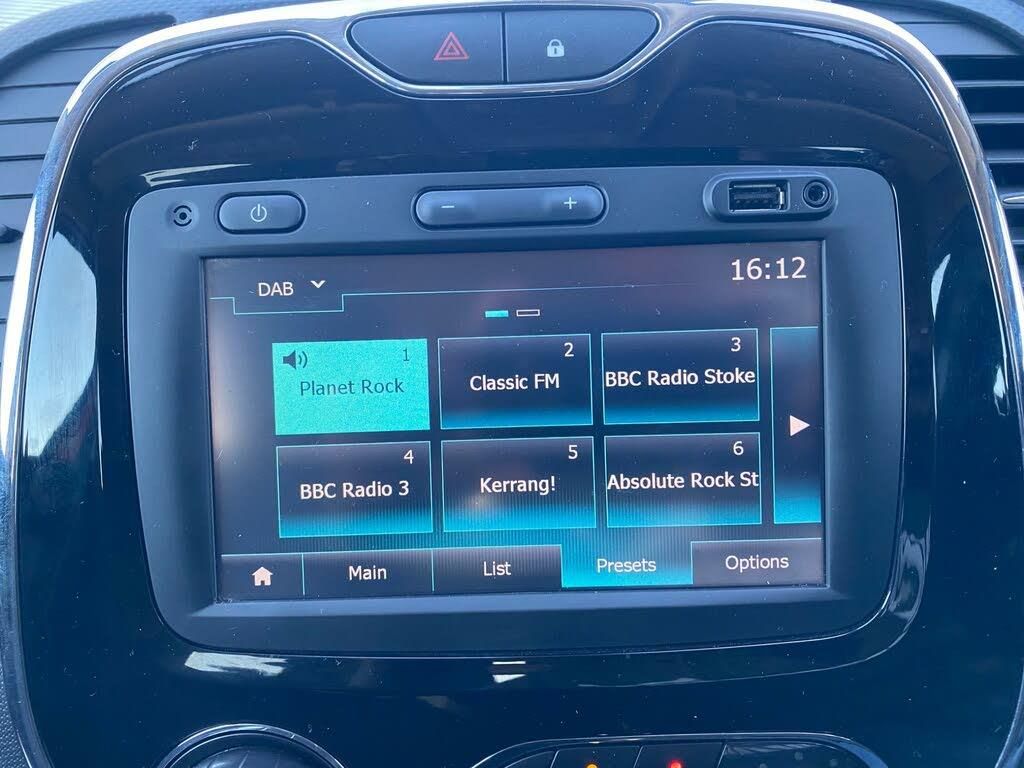 − +
DAB 16:12
1
Planet Rock
2
Classic FM
3
BBC Radio Stoke
4
BBC Radio 3
5
Kerrang!
6
Absolute Rock St
Main List Presets Options